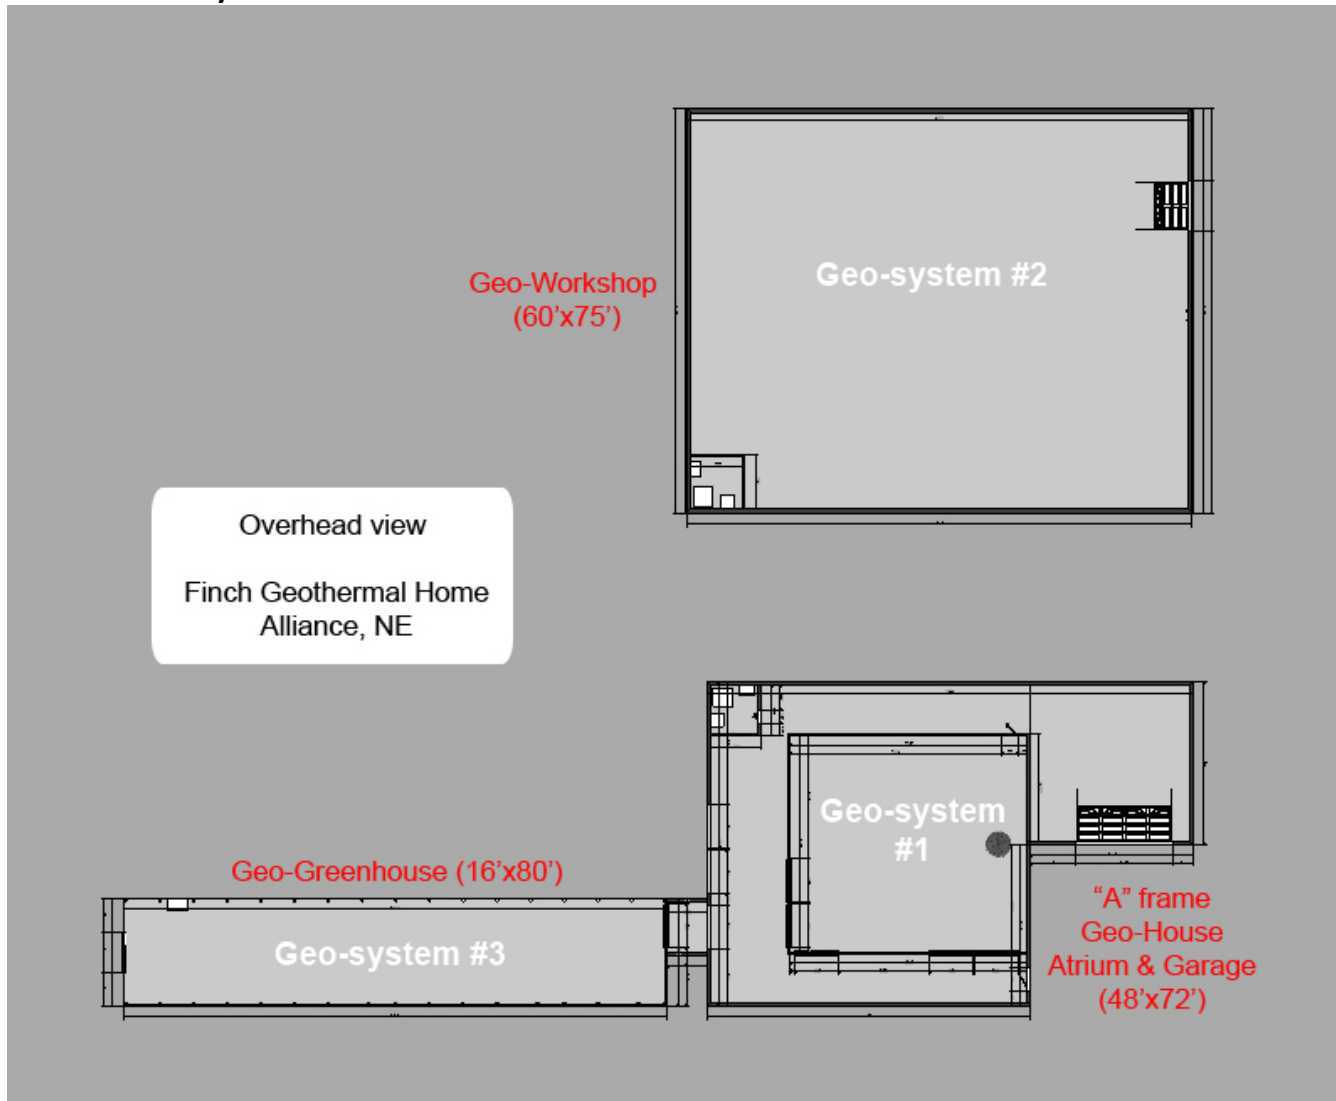 Geo-Workshop
(60’x75’)
Geo-system #2
Overhead view
Finch Geothermal Home
Alliance, NE
Geo-system
#1
Geo-Greenhouse (16’x80’)
Geo-system #3
“A” frame
Geo-House
Atrium & Garage
(48’x72’)